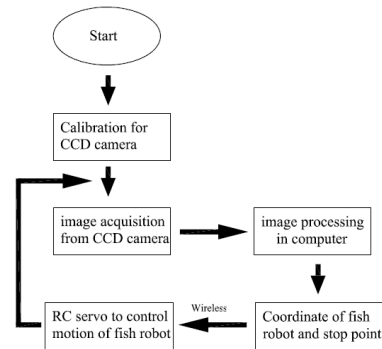 Start
Calibration for
CCD camera
image acquisition
from CCD camera
image processing
in computer
Coordinate of fish
robot and stop point
Wireless
RC servo to control
motion of fish robot